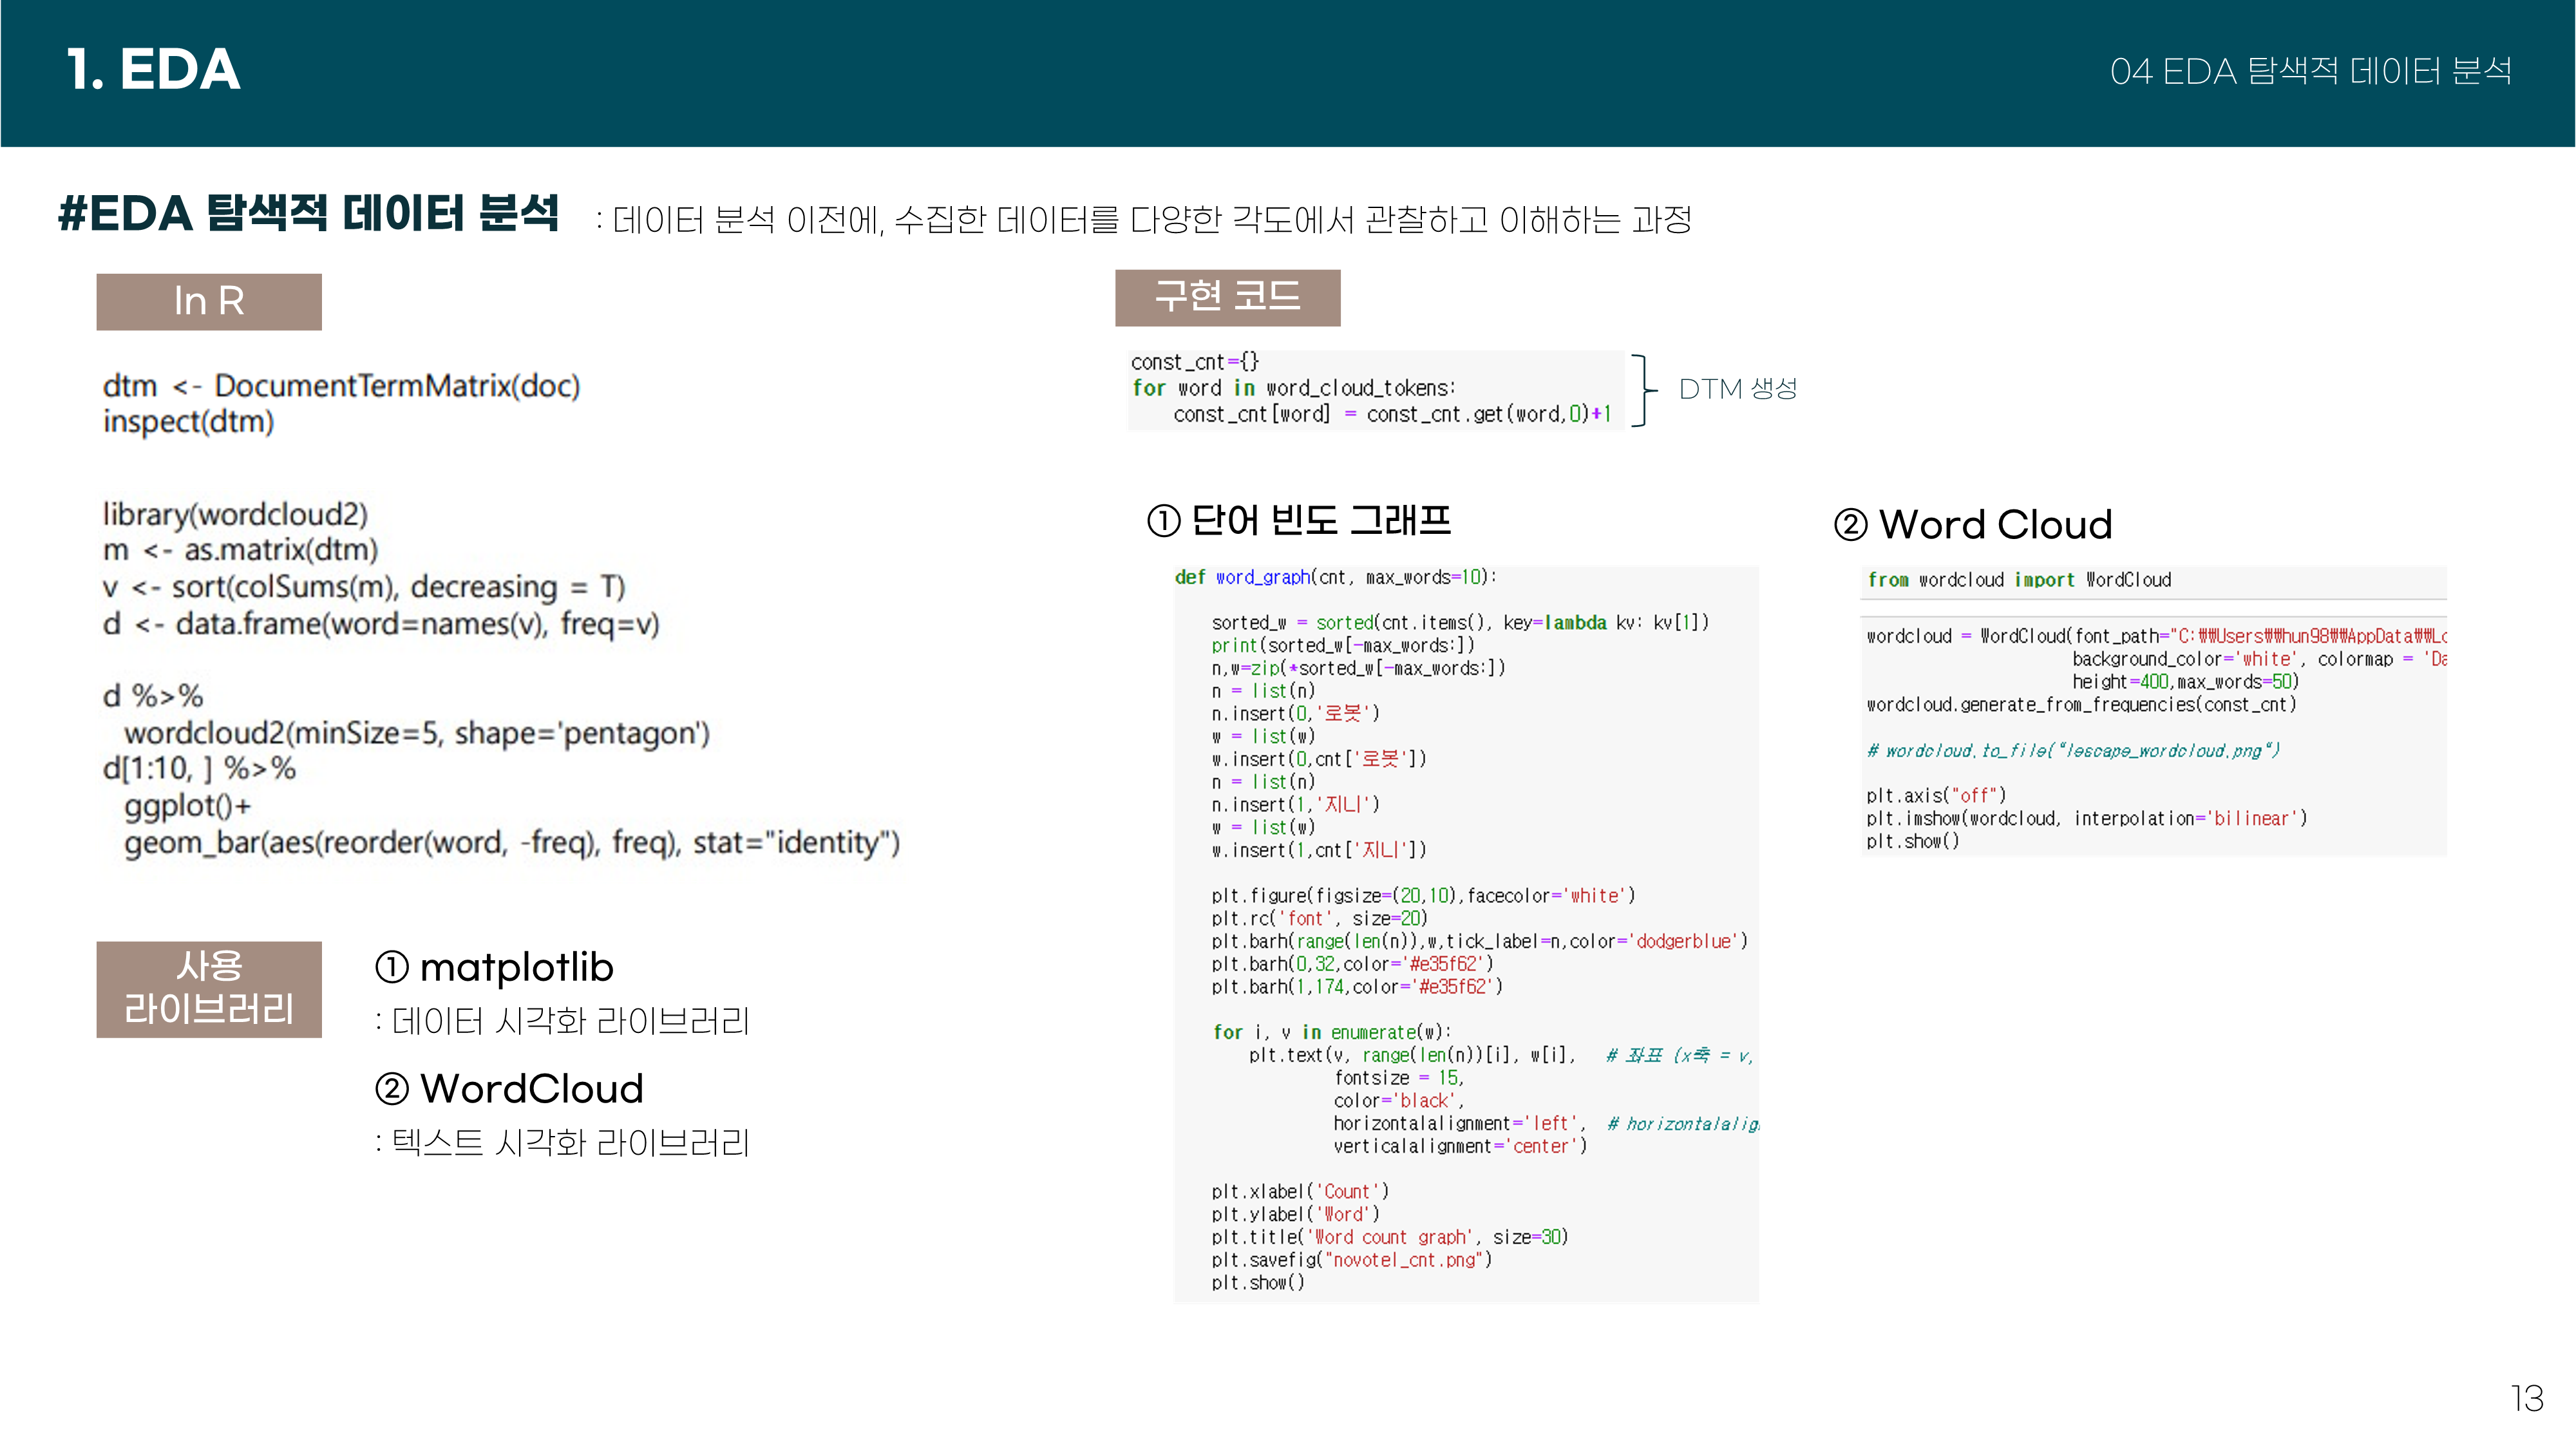 1. EDA
04 EDA 탐색적 데이터 분석
#EDA 탐색적 데이터 분석 : 데이터 분석 이전에, 수집한 데이터를 다양한 각도에서 관찰하고 이해하는 과정
In R
dtm <- DocumentTermMatrix(doc)
inspect(dtm)
library(wordcloud2)
m <- as.matrix(dtm)
v <- sort(colSums(m), decreasing = T)
d <- data.frame(word=names(v), freq=v)
d %>%
wordcloud2(minSize=5, shape='pentagon')
d[1:10, ] %>%
ggplot()+
geom_bar(aes(reorder(word, -freq), freq), stat="identity")
사용
라이브러리
① matplotlib
: 데이터 시각화 라이브러리
② WordCloud
: 텍스트 시각화 라이브러리
구현 코드
const_cnt={}
for word in word_cloud_tokens:
const_cnt[word] = const_cnt.get(word,0)+1
DTM 생성
① 단어 빈도 그래프
def word_graph(cnt, max_words=10):
sorted_w = sorted(cnt.items(), key=lambda kv: kv[1])
print(sorted_w[-max_words:])
n,w=zip(*sorted_w[-max_words:])
n = list(n)
n.insert(0,'로봇')
w = list(w)
w.insert(0,cnt['로봇'])
n = list(n)
n.insert(1,'지니')
w = list(w)
w.insert(1,cnt['지니'])
plt.figure(figsize=(20,10),facecolor='white')
plt.rc('font', size=20)
plt.barh(range(len(n)),w,tick_label=n,color='dodgerblue')
plt.barh(0,32,color='#e35f62')
plt.barh(1,174,color='#e35f62')
for i, v in enumerate(w):
plt.text(v, range(len(n))[i], w[i], # 좌표 (x축 = v,
fontsize = 15,
color='black',
horizontalalignment='left', # horizontalalig
verticalalignment='center')
plt.xlabel('Count')
plt.ylabel('Word')
plt.title('Word count graph', size=30)
plt.savefig("novotel_cnt.png")
plt.show()
② Word Cloud
from wordcloud import WordCloud
wordcloud = WordCloud(font_path="C:₩₩Users₩₩hun98₩₩AppData₩₩Lo
background_color='white', colormap = 'Da
height=400,max_words=50)
wordcloud.generate_from_frequencies(const_cnt)
# wordcloud.to_file("lescape_wordcloud.png")
plt.axis("off")
plt.imshow(wordcloud, interpolation='bilinear')
plt.show()
13